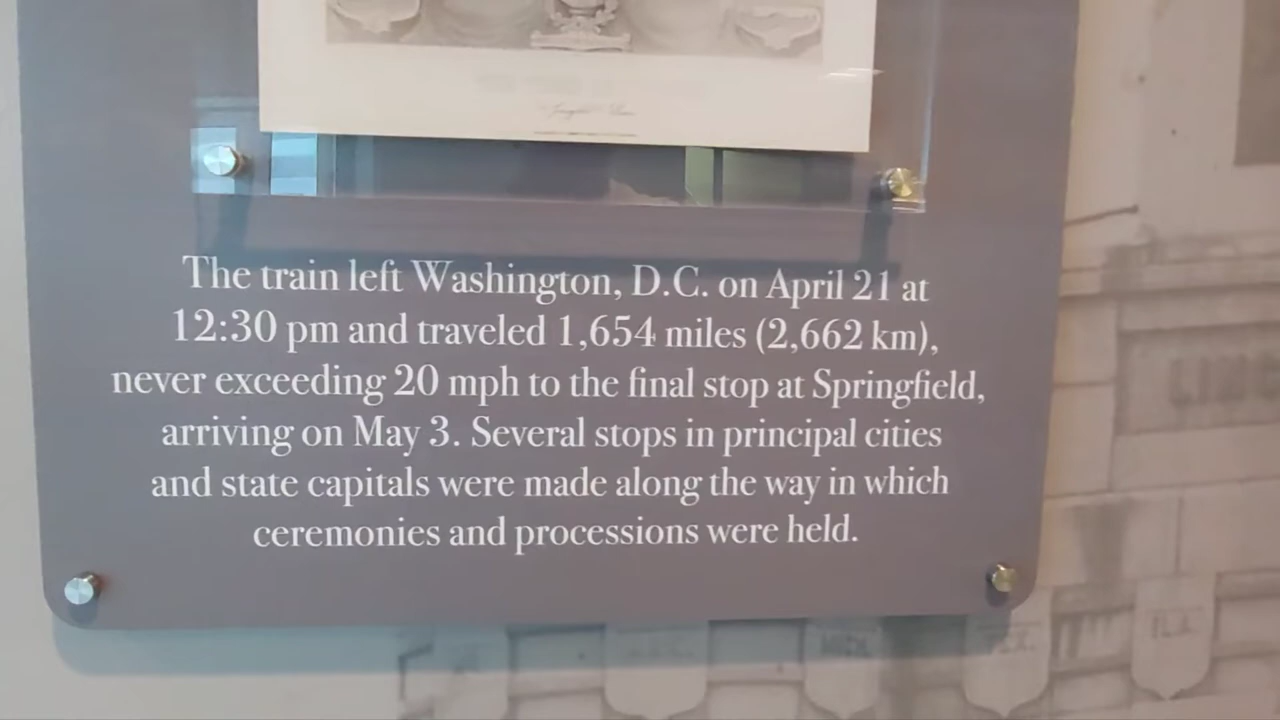 The train left Washington, D.C. on April 21 at
12:30 pm and traveled 1,654 miles (2,662 km),
never exceeding 20 mph to the final stop at Springfield,
arriving on May 3. Several stops in principal cities
and state capitals were made along the way in which
ceremonies and processions were held.